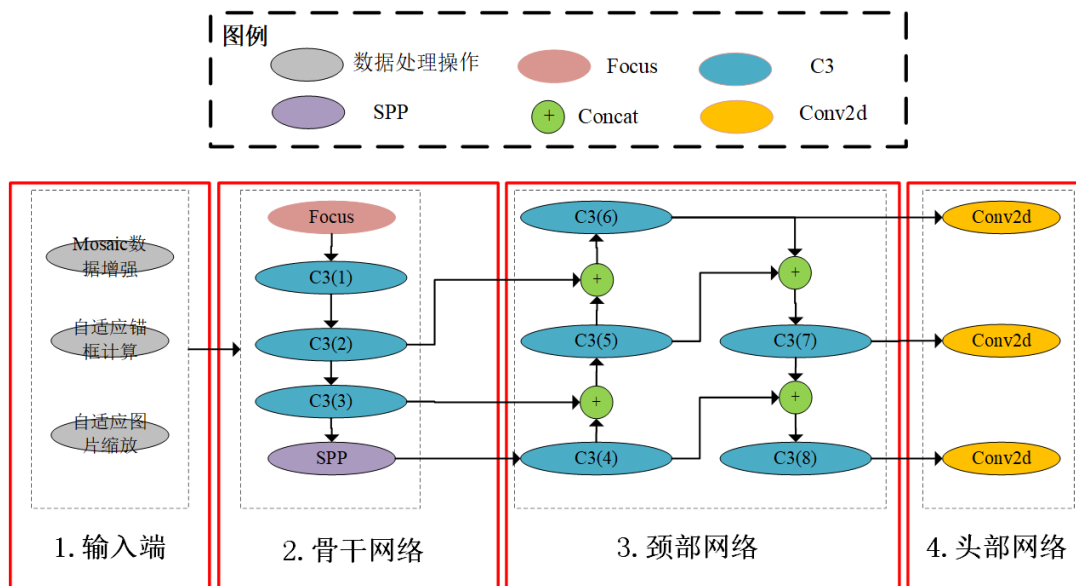 图例
数据处理操作
Focus
C3
SPP
Concat
Conv2d
Mosaic数
据增强
自适应锚
框计算
自适应图
片缩放
1. 输入端
Focus
C3(1)
C3(2)
C3(3)
SPP
2. 骨干网络
C3(6)
+
C3(5)
+
C3(4)
+
C3(7)
+
C3(8)
3. 颈部网络
Conv2d
Conv2d
Conv2d
4. 头部网络